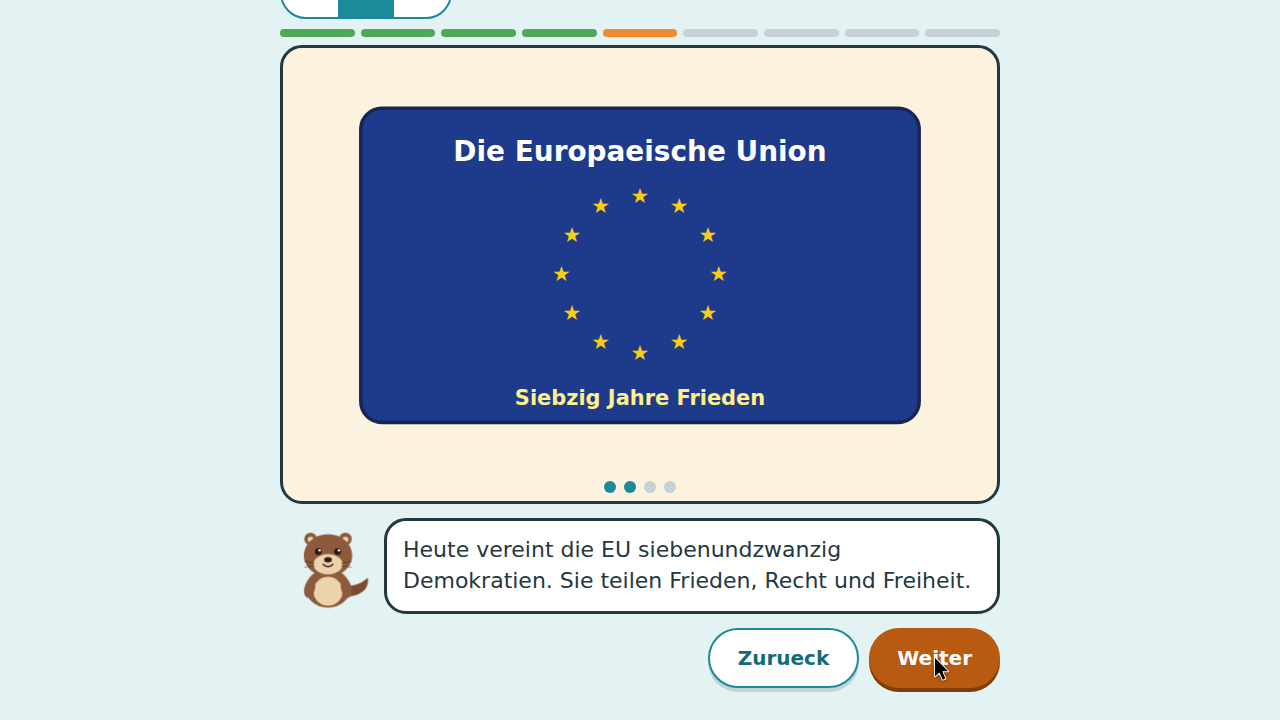 Die Europaeische Union
Siebzig Jahre Frieden
Heute vereint die EU siebenundzwanzig
Demokratien. Sie teilen Frieden, Recht und Freiheit.
Zurueck
Weiter